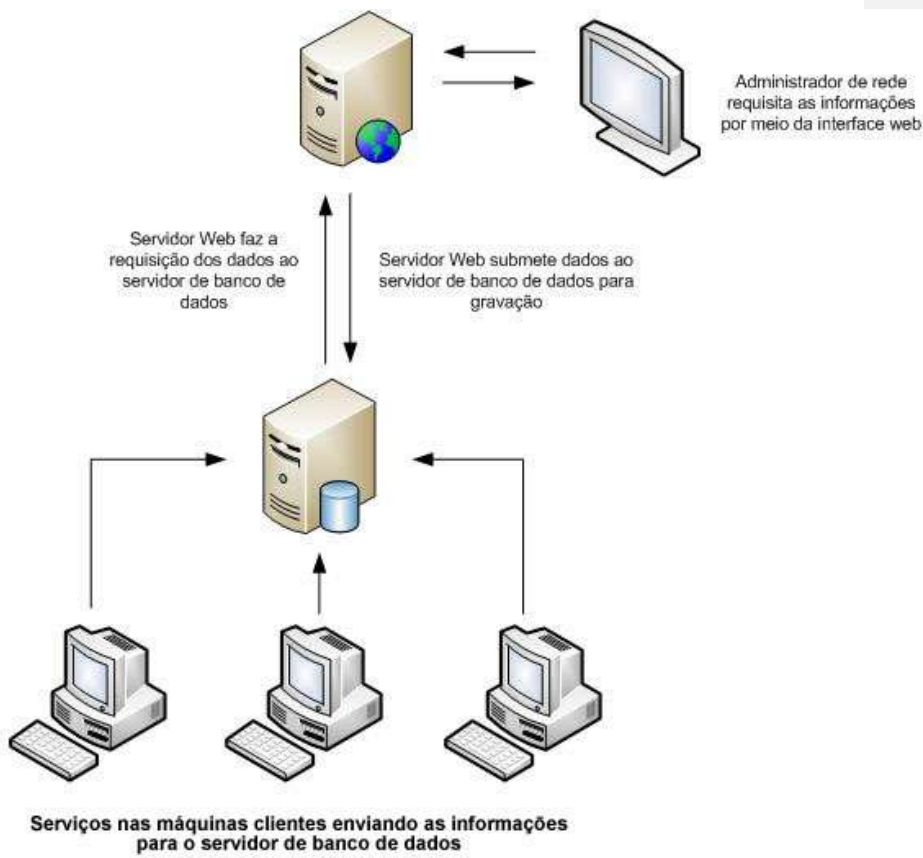 Administrador de rede
requisita as informações
por meio da interface web
Servidor Web faz a
requisição dos dados ao
servidor de banco de
dados
Servidor Web submete dados ao
servidor de banco de dados para
gravação
Serviços nas máquinas clientes enviando as informações
para o servidor de banco de dados